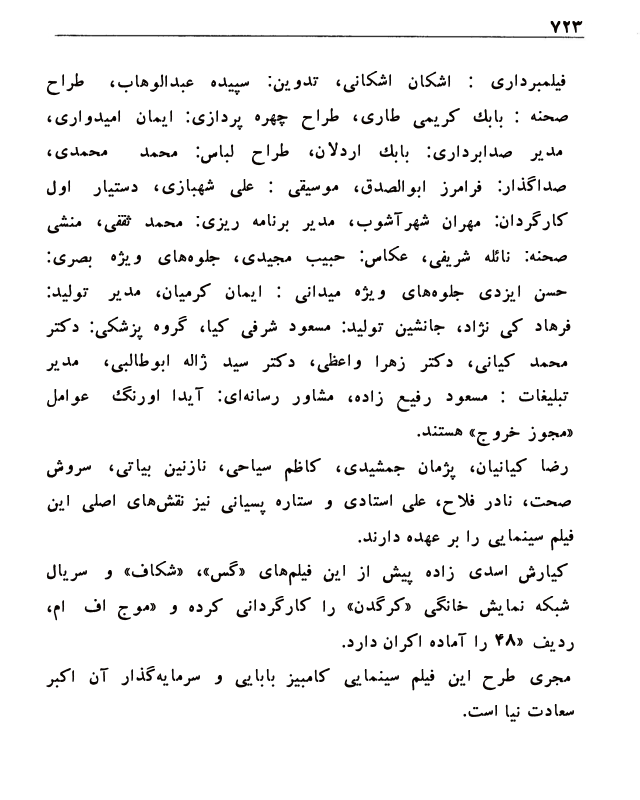 ۷۲۳
فیلمبرداری : اشکان اشکانی، تدوین: سپیده عبدالوهاب، طراح
صحنه : بابك کریمی طاری، طراح چهره پردازی: ایمان امیدواری،
مدیر صدابرداری: بابك اردلان، طراح لباس: محمد محمدی،
صداگذار: فرامرز ابوالصدق، موسیقی : علی شهبازی، دستیار اول
کارگردان: مهران شهرآشوب، مدیر برنامه ریزی: محمد ثقفی، منشی
صحنه: نائله شریفی، عکاس: حبیب مجیدی، جلوه‌های ویژه بصری:
حسن ایزدی جلوه‌های ویژه میدانی : ایمان کرمیان، مدیر تولید:
فرهاد کی نژاد، جانشین تولید: مسعود شرفی کیا، گروه پزشکی: دکتر
محمد کیانی، دکتر زهرا واعظی، دکتر سید ژاله ابوطالبی، مدیر
تبلیغات : مسعود رفیع زاده، مشاور رسانه‌ای: آیدا اورنگ عوامل
«مجوز خروج» هستند.
رضا کیانیان، پژمان جمشیدی، کاظم سیاحی، نازنین بیاتی، سروش
صحت، نادر فلاح، علی استادی و ستاره پسیانی نیز نقش‌های اصلی این
فیلم سینمایی را بر عهده دارند.
کیارش اسدی زاده پیش از این فیلم‌های «گس»، «شکاف» و سریال
شبکه نمایش خانگی «کرگدن» را کارگردانی کرده و «موج اف ام،
ردیف ۴۸» را آماده اکران دارد.
مجری طرح این فیلم سینمایی کامبیز بابایی و سرمایه‌گذار آن اکبر
سعادت نیا است.